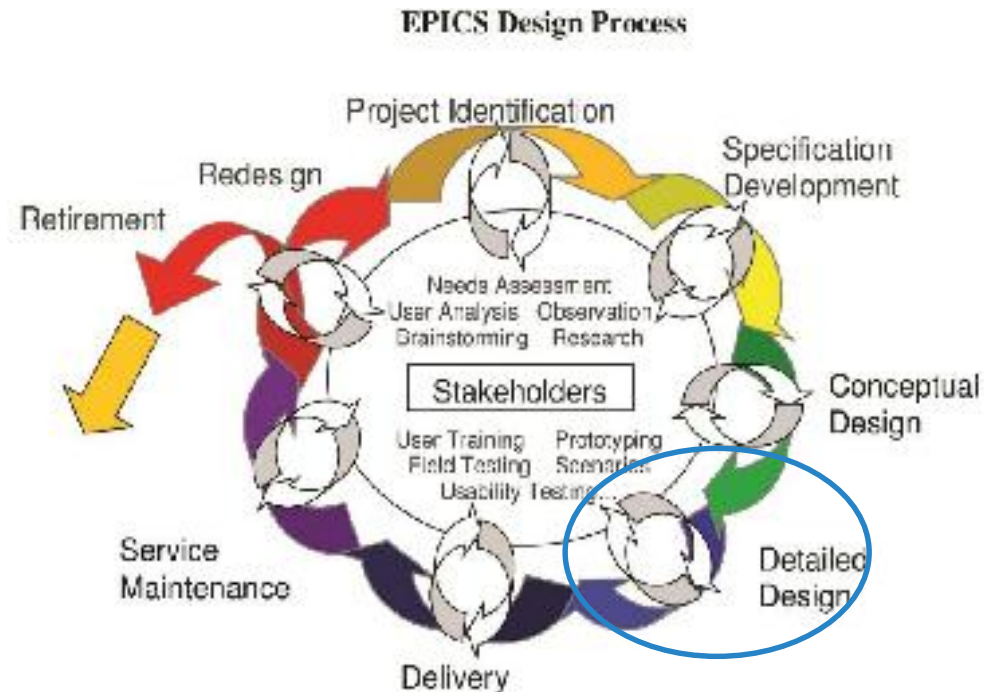 EPICS Design Process
Project Identification
Specification
Development
Redesign
Retirement
Needs Assessment
User Analysis Observation
Brainstorming Research
Stakeholders
Conceptual
Design
User Training Prototyping
Field Testing Scenarios
Usability Testing...
Detailed
Design
Service
Maintenance
Delivery